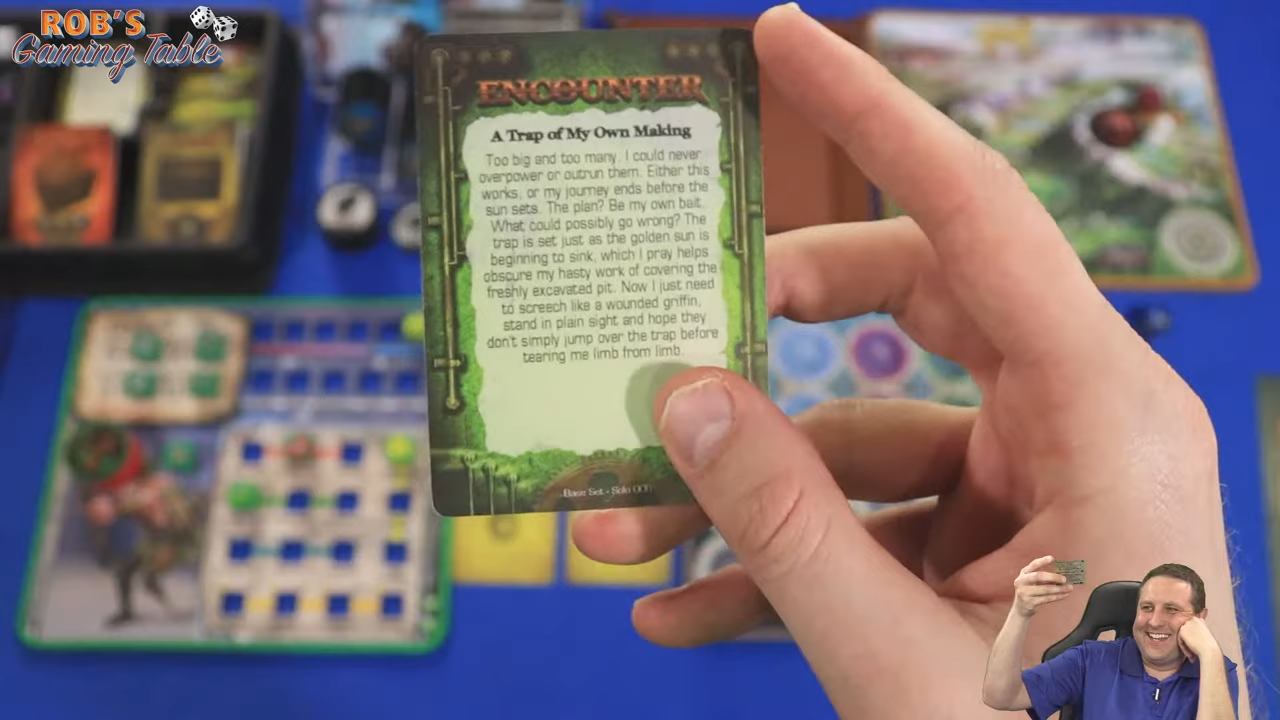 ROB'S
Gaming Table
ENCOUNTER
A Trap of My Own Making
Too big and too many. I could never
overpower or outrun them. Either this
works, or my journey ends before the
sun sets. The plan? Be my own bait.
What could possibly go wrong? The
trap is set just as the golden sun is
beginning to sink, which I pray helps
obscure my hasty work of covering the
freshly excavated pit. Now I just need
to screech like a wounded griffin,
stand in plain sight and hope they
don't simply jump over the trap before
tearing me limb from limb.
Base Set - Solo